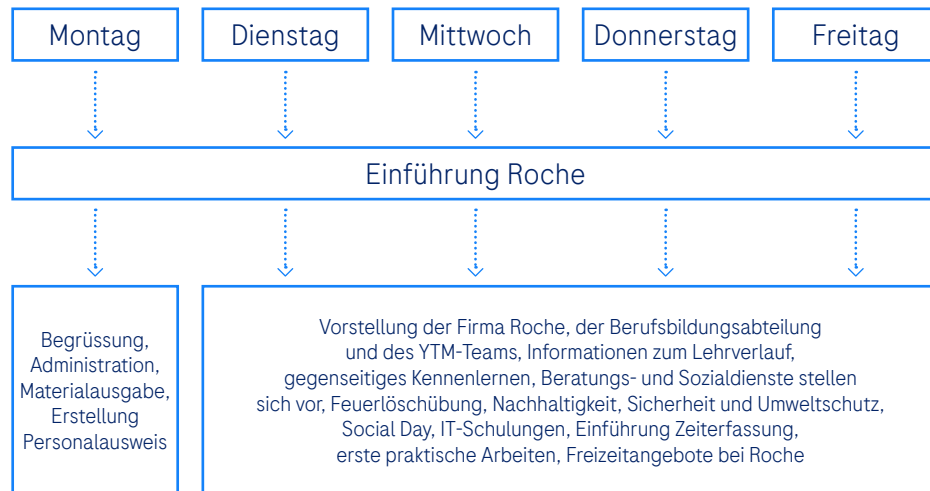 Montag
Dienstag
Mittwoch
Donnerstag
Freitag
Einführung Roche
Begrüssung,
Administration,
Materialausgabe,
Erstellung
Personalausweis
Vorstellung der Firma Roche, der Berufsbildungsabteilung
und des YTM-Teams, Informationen zum Lehrverlauf,
gegenseitiges Kennenlernen, Beratungs- und Sozialdienste stellen
sich vor, Feuerlöschübung, Nachhaltigkeit, Sicherheit und Umweltschutz,
Social Day, IT-Schulungen, Einführung Zeiterfassung,
erste praktische Arbeiten, Freizeitangebote bei Roche